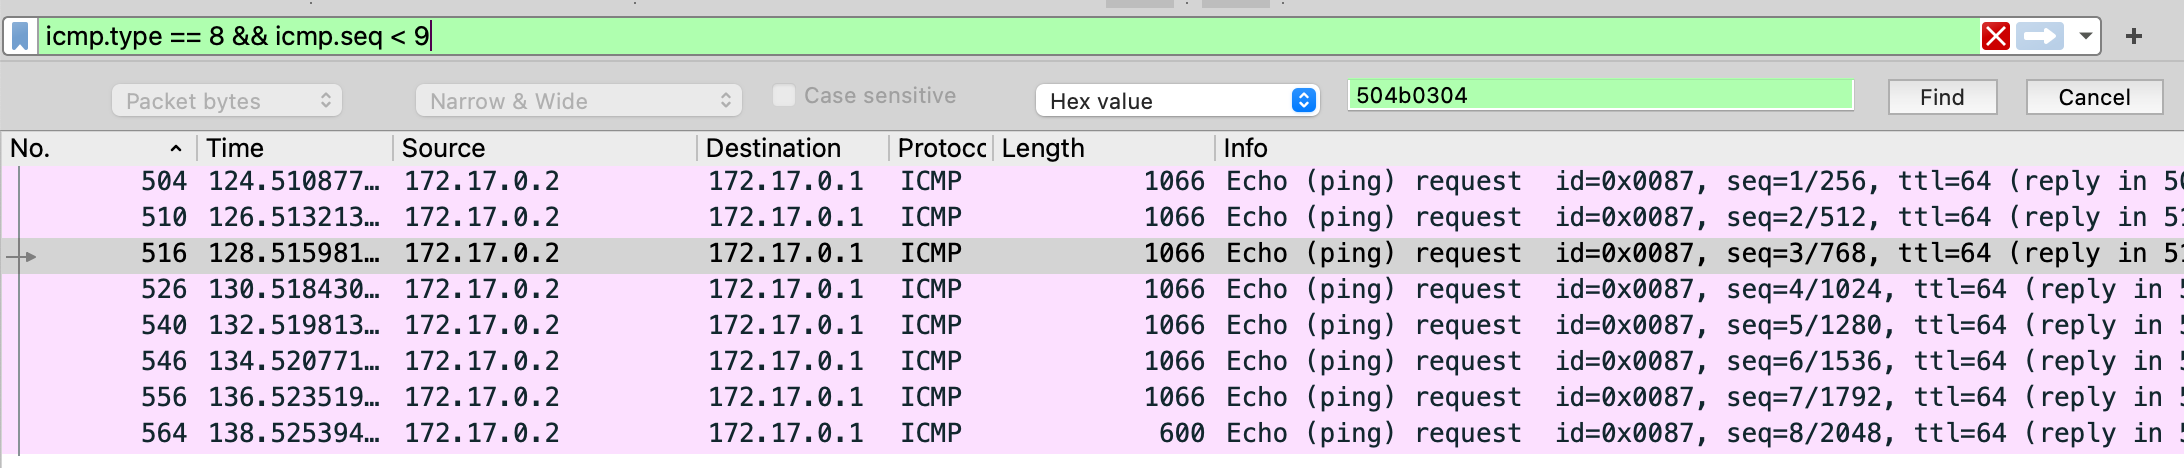 icmp.type == 8 && icmp.seq < 9
Packet bytes Narrow & Wide Case sensitive Hex value 504b0304 Find Cancel
No. Time Source Destination Protoco Length Info
504 124.510877… 172.17.0.2 172.17.0.1 ICMP 1066 Echo (ping) request id=0x0087, seq=1/256, ttl=64 (reply in 50
510 126.513213… 172.17.0.2 172.17.0.1 ICMP 1066 Echo (ping) request id=0x0087, seq=2/512, ttl=64 (reply in 51
516 128.515981… 172.17.0.2 172.17.0.1 ICMP 1066 Echo (ping) request id=0x0087, seq=3/768, ttl=64 (reply in 51
526 130.518430… 172.17.0.2 172.17.0.1 ICMP 1066 Echo (ping) request id=0x0087, seq=4/1024, ttl=64 (reply in 5
540 132.519813… 172.17.0.2 172.17.0.1 ICMP 1066 Echo (ping) request id=0x0087, seq=5/1280, ttl=64 (reply in 5
546 134.520771… 172.17.0.2 172.17.0.1 ICMP 1066 Echo (ping) request id=0x0087, seq=6/1536, ttl=64 (reply in 5
556 136.523519… 172.17.0.2 172.17.0.1 ICMP 1066 Echo (ping) request id=0x0087, seq=7/1792, ttl=64 (reply in 5
564 138.525394… 172.17.0.2 172.17.0.1 ICMP 600 Echo (ping) request id=0x0087, seq=8/2048, ttl=64 (reply in 5